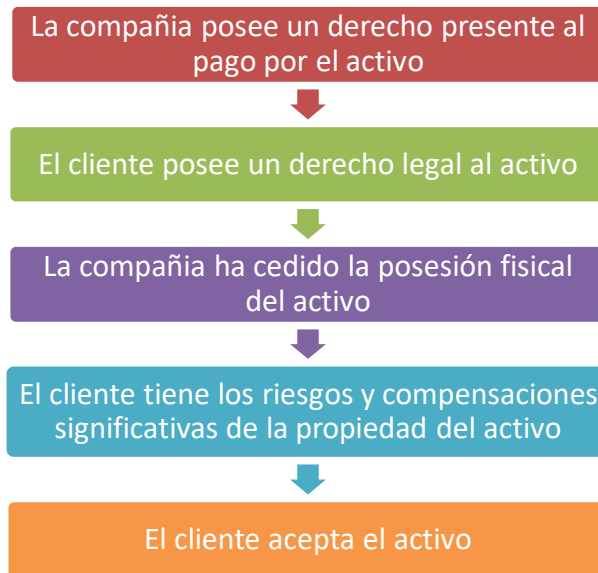 La compañia posee un derecho presente al
pago por el activo
El cliente posee un derecho legal al activo
La compañia ha cedido la posesión fisical
del activo
El cliente tiene los riesgos y compensaciones
significativas de la propiedad del activo
El cliente acepta el activo